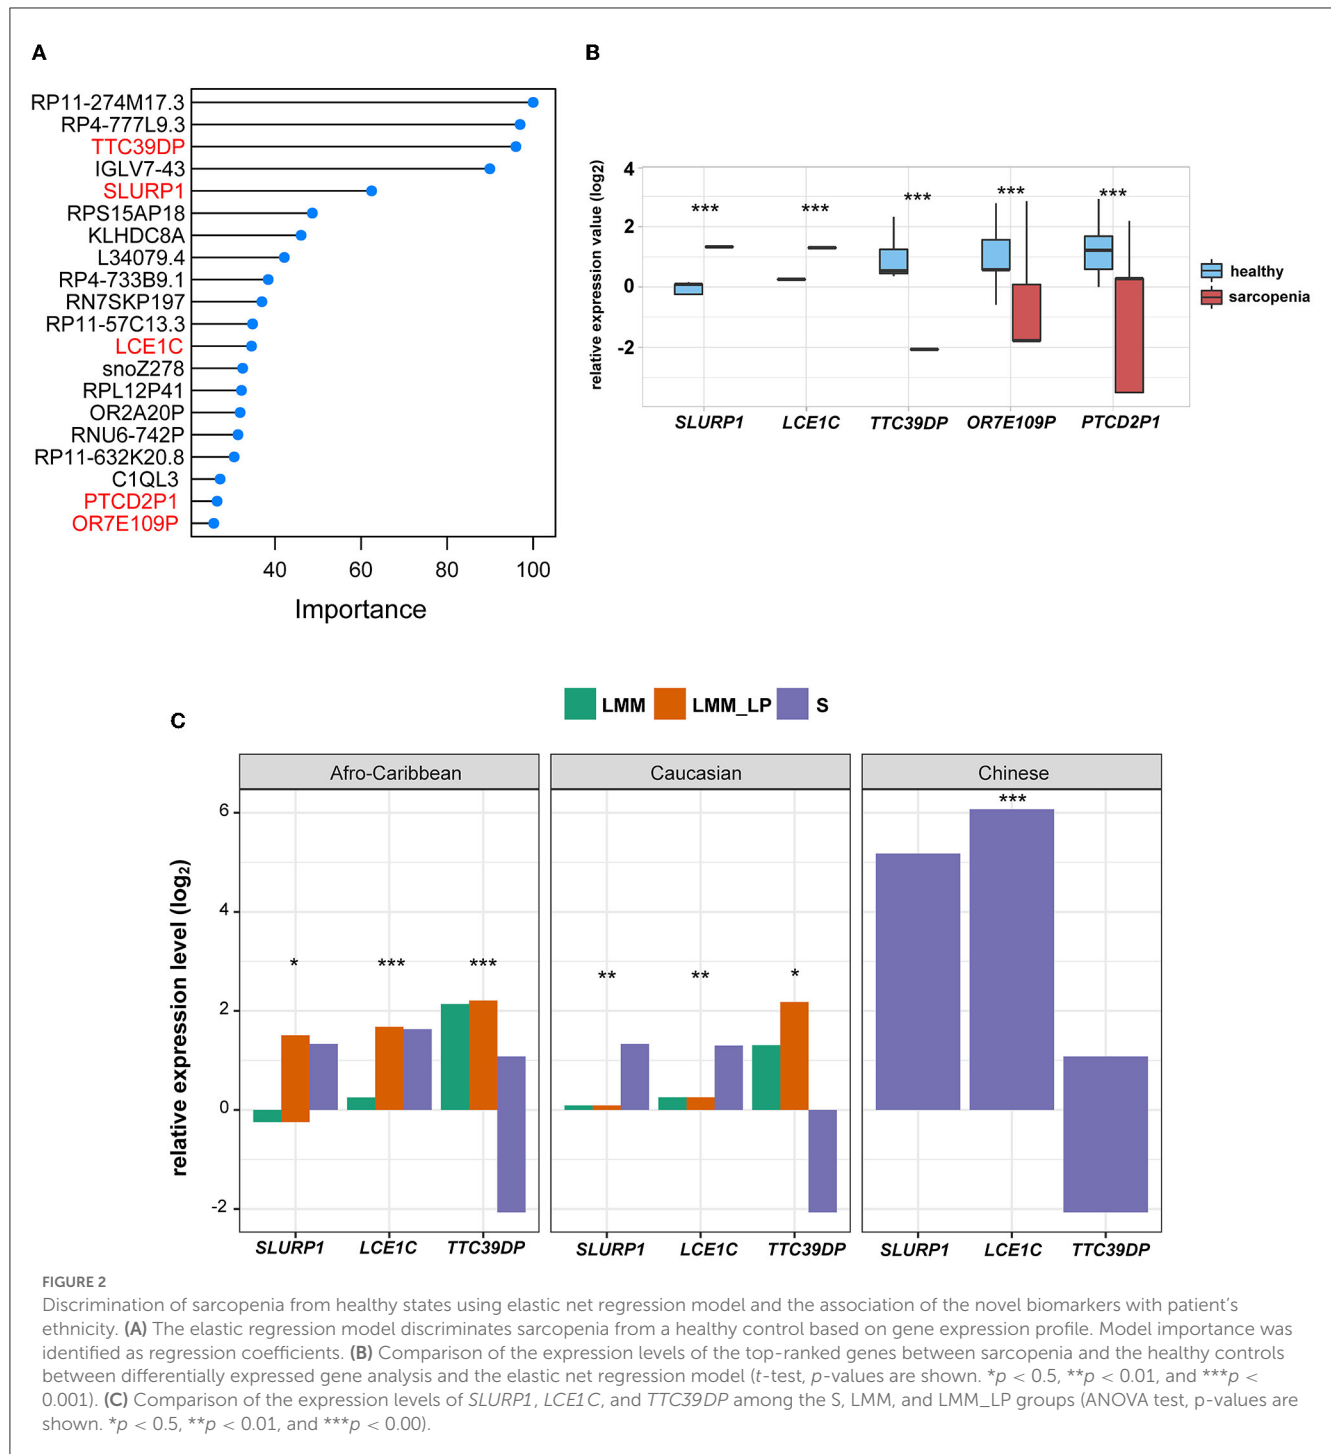 A
RP11-274M17.3
RP4-777L9.3
TTC39DP
IGLV7-43
SLURP1
RPS15AP18
KLHDC8A
L34079.4
RP4-733B9.1
RN7SKP197
RP11-57C13.3
LCE1C
snoZ278
RPL12P41
OR2A20P
RNU6-742P
RP11-632K20.8
C1QL3
PTCD2P1
OR7E109P
40 60 80 100
Importance
B
relative expression value (log2)
4
2
0
-2
*** *** *** *** ***
SLURP1 LCE1C TTC39DP OR7E109P PTCD2P1
healthy
sarcopenia
C
LMM LMM_LP S
Afro-Caribbean Caucasian Chinese
relative expression level (log₂)
6
4
2
0
-2
* *** *** ** ** * ***
SLURP1 LCE1C TTC39DP SLURP1 LCE1C TTC39DP SLURP1 LCE1C TTC39DP
FIGURE 2
Discrimination of sarcopenia from healthy states using elastic net regression model and the association of the novel biomarkers with patient's
ethnicity. (A) The elastic regression model discriminates sarcopenia from a healthy control based on gene expression profile. Model importance was
identified as regression coefficients. (B) Comparison of the expression levels of the top-ranked genes between sarcopenia and the healthy controls
between differentially expressed gene analysis and the elastic net regression model (t-test, p-values are shown. *p < 0.5, **p < 0.01, and ***p <
0.001). (C) Comparison of the expression levels of SLURP1, LCE1C, and TTC39DP among the S, LMM, and LMM_LP groups (ANOVA test, p-values are
shown. *p < 0.5, **p < 0.01, and ***p < 0.00).